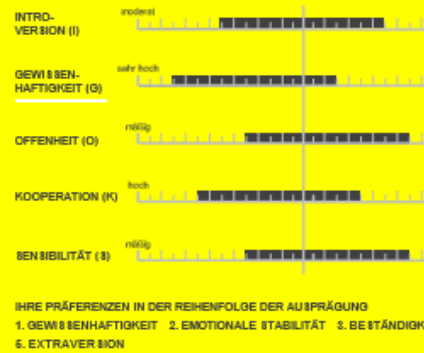 moderat
INTRO-
VERSION (I)
sehr hoch
GEWISSEN-
HAFTIGKEIT (G)
mäßig
OFFENHEIT (O)
hoch
KOOPERATION (K)
mäßig
SENSIBILITÄT (S)
IHRE PRÄFERENZEN IN DER REIHENFOLGE DER AUSPRÄGUNG
1. GEWISSENHAFTIGKEIT 2. EMOTIONALE STABILITÄT 3. BESTÄNDIGK
5. EXTRAVERSION